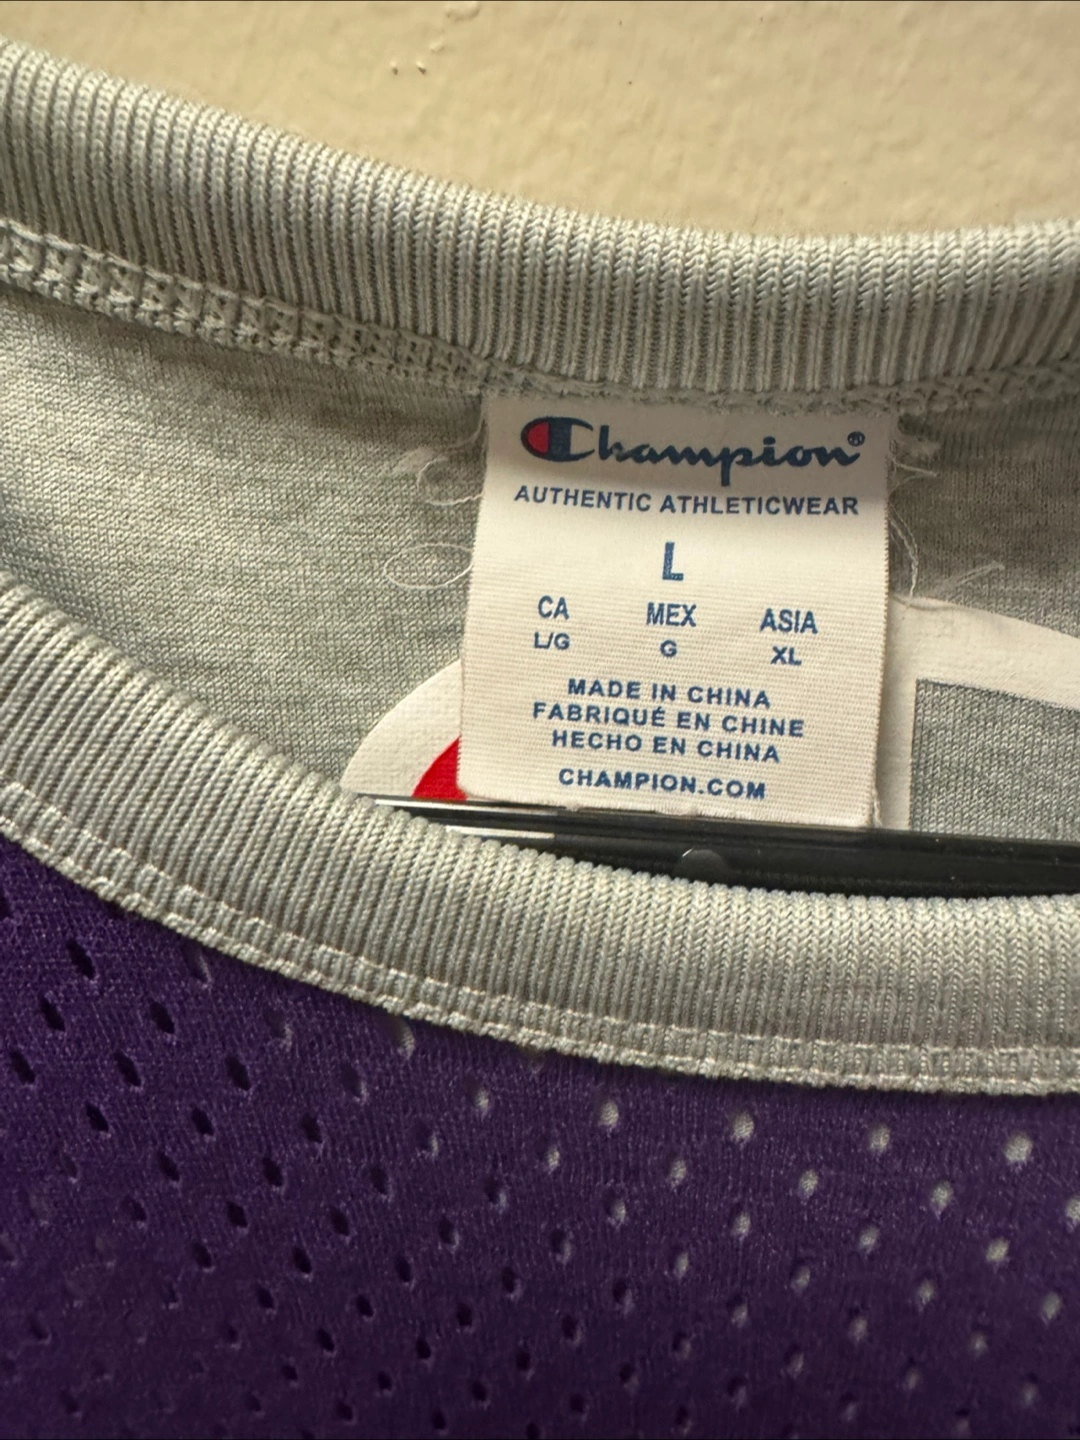 Champion®
AUTHENTIC ATHLETICWEAR
L
CA MEX ASIA
L/G G XL
MADE IN CHINA
FABRIQUÉ EN CHINE
HECHO EN CHINA
CHAMPION.COM